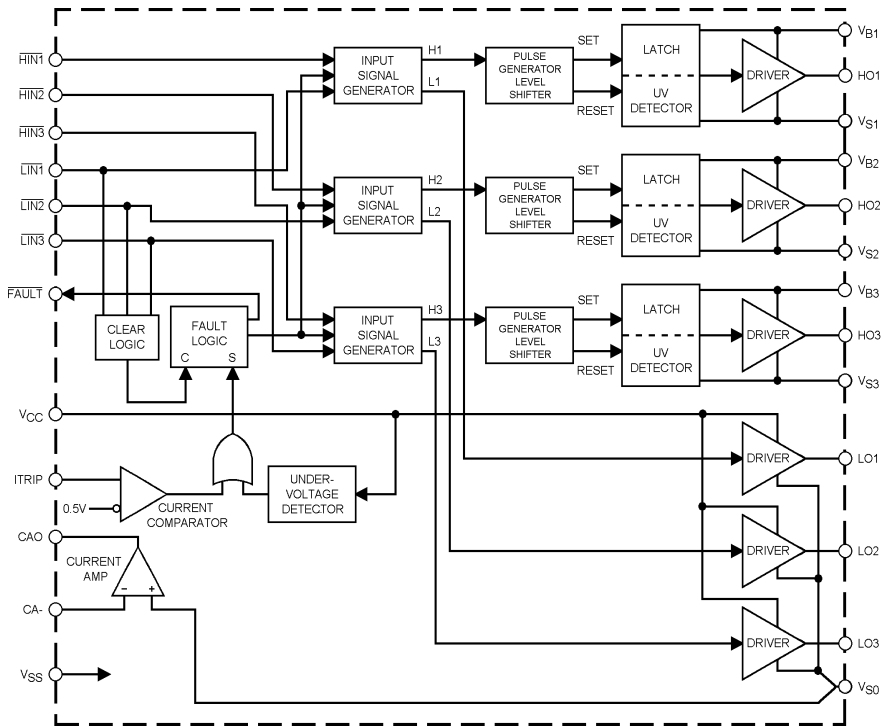 HIN1
HIN2
HIN3
LIN1
LIN2
LIN3
FAULT
CLEAR
LOGIC
FAULT
LOGIC
C
S
VCC
ITRIP
0.5V
CURRENT
COMPARATOR
UNDER-
VOLTAGE
DETECTOR
CAO
CURRENT
AMP
-
+
CA-
VSS
INPUT
SIGNAL
GENERATOR
H1
L1
PULSE
GENERATOR
LEVEL
SHIFTER
SET
RESET
LATCH
UV
DETECTOR
DRIVER
VB1
HO1
VS1
INPUT
SIGNAL
GENERATOR
H2
L2
PULSE
GENERATOR
LEVEL
SHIFTER
SET
RESET
LATCH
UV
DETECTOR
DRIVER
VB2
HO2
VS2
INPUT
SIGNAL
GENERATOR
H3
L3
PULSE
GENERATOR
LEVEL
SHIFTER
SET
RESET
LATCH
UV
DETECTOR
DRIVER
VB3
HO3
VS3
DRIVER
LO1
DRIVER
LO2
DRIVER
LO3
VS0